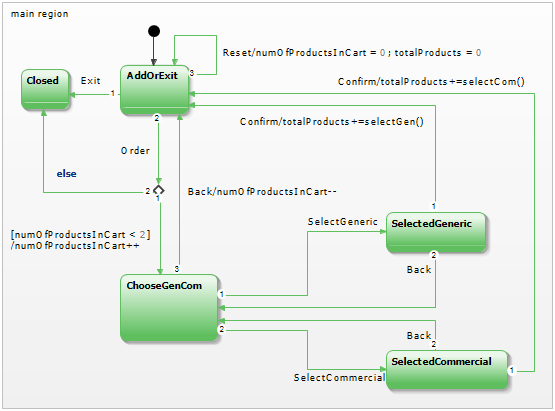 main region
Reset/numOfProductsInCart = 0 ; totalProducts = 0
Closed
Exit
1
AddOrExit
3
Confirm/totalProducts+=selectCom()
2
Confirm/totalProducts+=selectGen()
Order
else
2
1
Back/numOfProductsInCart--
1
SelectGeneric
SelectedGeneric
[numOfProductsInCart < 2]
/numOfProductsInCart++
2
3
Back
ChooseGenCom
1
2
Back
2
SelectedCommercial
1
SelectCommercial